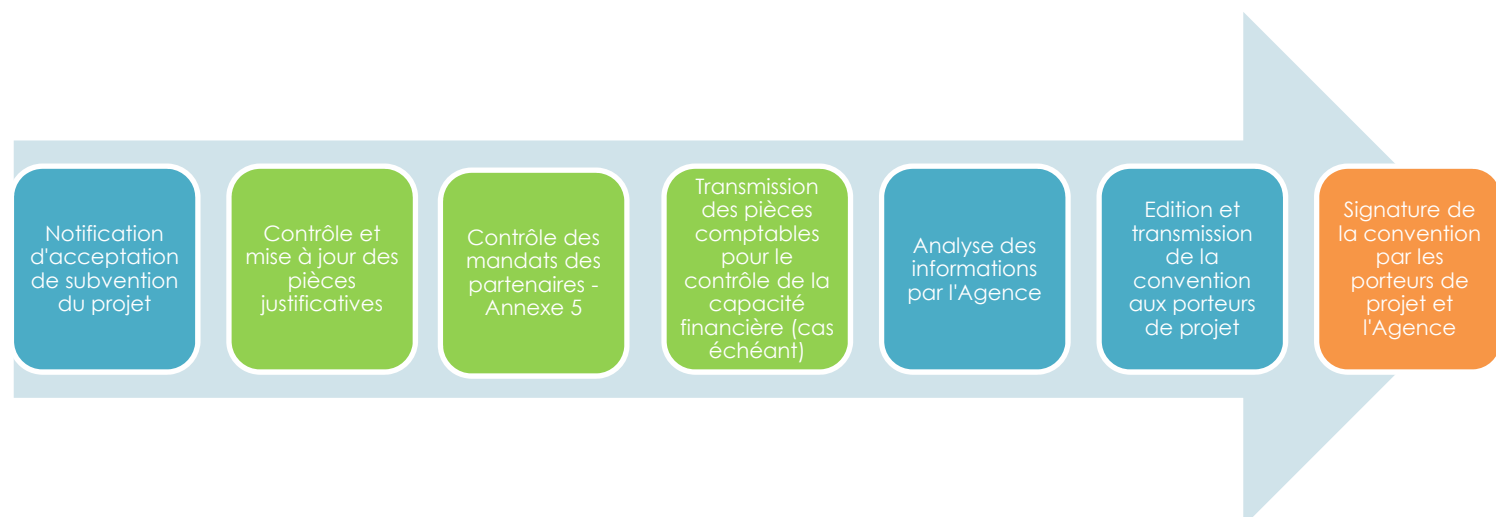 Notification
d'acceptation
de subvention
du projet
Contrôle et
mise à jour des
pièces
justificatives
Contrôle des
mandats des
partenaires -
Annexe 5
Transmission
des pièces
comptables
pour le
contrôle de la
capacité
financière (cas
échéant)
Analyse des
informations
par l'Agence
Edition et
transmission
de la
convention
aux porteurs
de projet
Signature de
la convention
par les
porteurs de
projet et
l'Agence